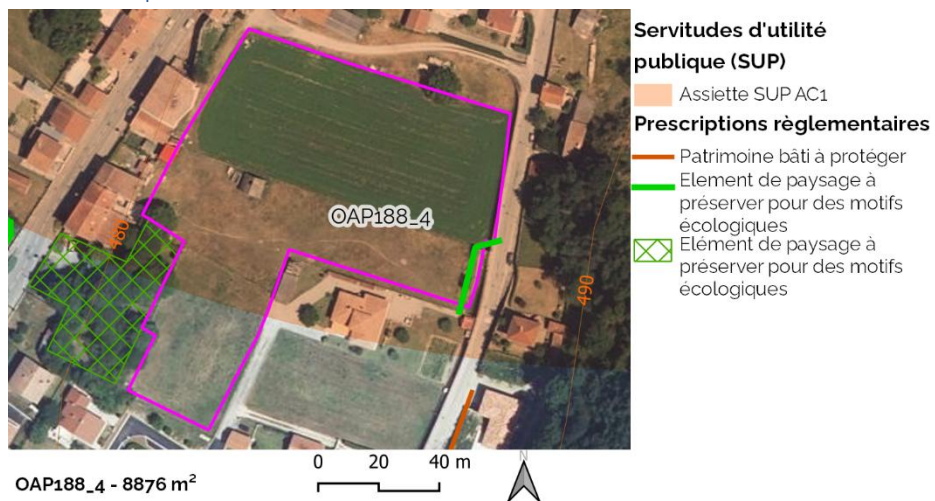 Servitudes d'utilité
publique (SUP)
Assiette SUP AC1
Prescriptions règlementaires
Patrimoine bâti à protéger
Element de paysage à
préserver pour des motifs
écologiques
Elément de paysage à
préserver pour des motifs
écologiques
OAP188_4
480
490
0 20 40 m
N
OAP188_4 - 8876 m²